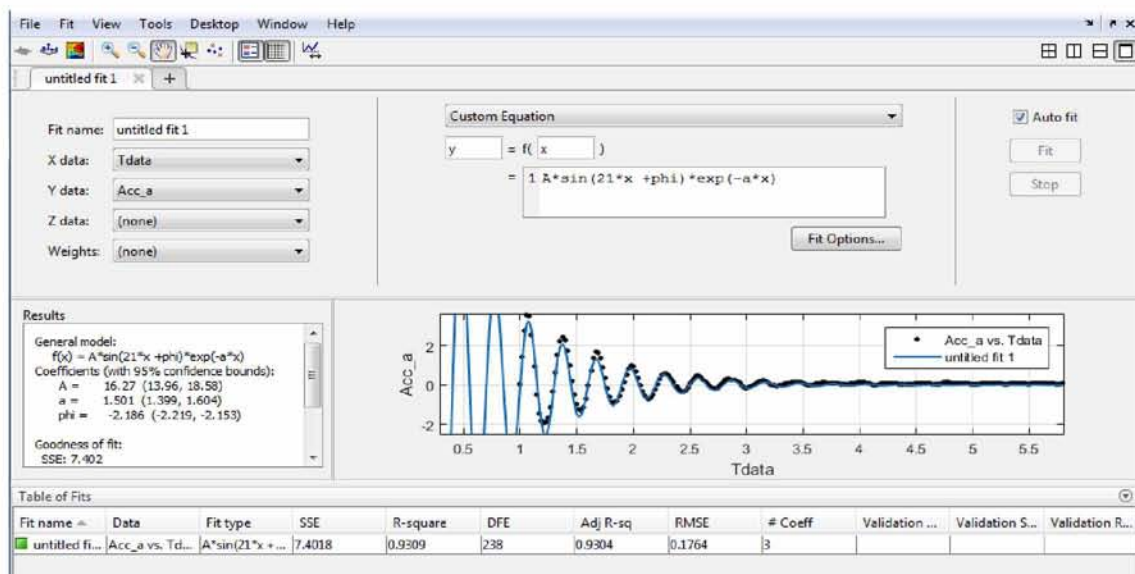 File Fit View Tools Desktop Window Help
untitled fit 1
Fit name: untitled fit 1
X data: Tdata
Y data: Acc_a
Z data: (none)
Weights: (none)
Custom Equation
y = f( x )
= 1 A*sin(21*x +phi)*exp(-a*x)
Fit Options...
Auto fit
Fit
Stop
Results
General model:
f(x) = A*sin(21*x +phi)*exp(-a*x)
Coefficients (with 95% confidence bounds):
A = 16.27 (13.96, 18.58)
a = 1.501 (1.399, 1.604)
phi = -2.186 (-2.219, -2.153)
Goodness of fit:
SSE: 7.402
Acc_a
2
0
-2
Acc_a vs. Tdata
untitled fit 1
0.5 1 1.5 2 2.5 3 3.5 4 4.5 5 5.5
Tdata
Table of Fits
Fit name Data Fit type SSE R-square DFE Adj R-sq RMSE # Coeff Validation ... Validation S... Validation R...
untitled fi... Acc_a vs. Td... A*sin(21*x + ... 7.4018 0.9309 238 0.9304 0.1764 3